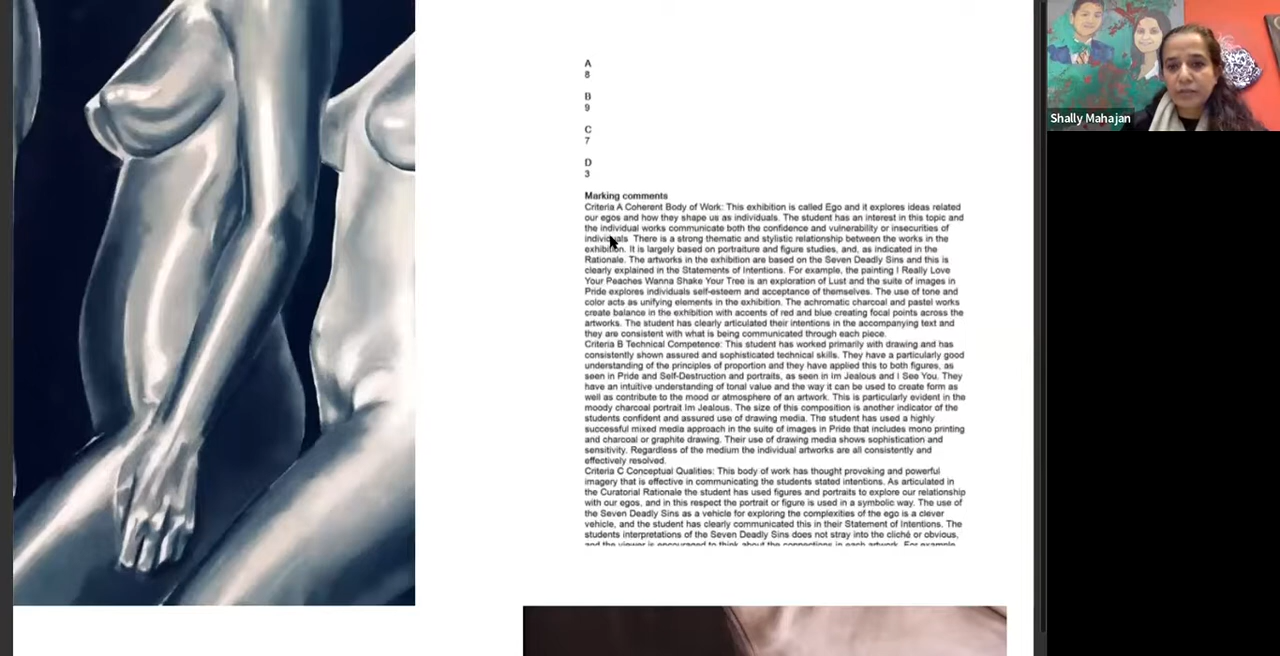 A
8
B
9
C
7
D
3
Marking comments
Criteria A Coherent Body of Work: This exhibition is called Ego and it explores ideas related
our egos and how they shape us as individuals. The student has an interest in this topic and
the individual works communicate both the confidence and vulnerability or insecurities of
individuals There is a strong thematic and stylistic relationship between the works in the
exhibition. It is largely based on portraiture and figure studies, and, as indicated in the
Rationale. The artworks in the exhibition are based on the Seven Deadly Sins and this is
clearly explained in the Statements of Intentions. For example, the painting I Really Love
Your Peaches Wanna Shake Your Tree is an exploration of Lust and the suite of images in
Pride explores individuals self-esteem and acceptance of themselves. The use of tone and
color acts as unifying elements in the exhibition. The achromatic charcoal and pastel works
create balance in the exhibition with accents of red and blue creating focal points across the
artworks. The student has clearly articulated their intentions in the accompanying text and
they are consistent with what is being communicated through each piece.
Criteria B Technical Competence: This student has worked primarily with drawing and has
consistently shown assured and sophisticated technical skills. They have a particularly good
understanding of the principles of proportion and they have applied this to both figures, as
seen in Pride and Self-Destruction and portraits, as seen in Im Jealous and I See You. They
have an intuitive understanding of tonal value and the way it can be used to create form as
well as contribute to the mood or atmosphere of an artwork. This is particularly evident in the
moody charcoal portrait Im Jealous. The size of this composition is another indicator of the
students confident and assured use of drawing media. The student has used a highly
successful mixed media approach in the suite of images in Pride that includes mono printing
and charcoal or graphite drawing. Their use of drawing media shows sophistication and
sensitivity. Regardless of the medium the individual artworks are all consistently and
effectively resolved.
Criteria C Conceptual Qualities: This body of work has thought provoking and powerful
imagery that is effective in communicating the students stated intentions. As articulated in
the Curatorial Rationale the student has used figures and portraits to explore our relationship
with our egos, and in this respect the portrait or figure is used in a symbolic way. The use of
the Seven Deadly Sins as a vehicle for exploring the complexities of the ego is a clever
vehicle, and the student has clearly communicated this in their Statement of Intentions. The
students interpretations of the Seven Deadly Sins does not stray into the cliché or obvious,
and the viewer is encouraged to think about the connections in each artwork. For example
Shally Mahajan